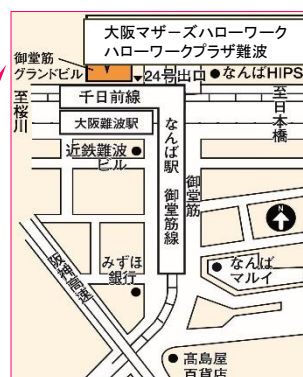 大阪マザーズハローワーク
ハローワークプラザ難波
御堂筋
グランドビル
24号出口
なんばHIPS
至桜川
千日前線
至日本橋
大阪難波駅
近鉄難波
ビル
なんば駅 御堂筋線
御堂筋
N
阪神高速
みずほ
銀行
なんば
マルイ
髙島屋
百貨店